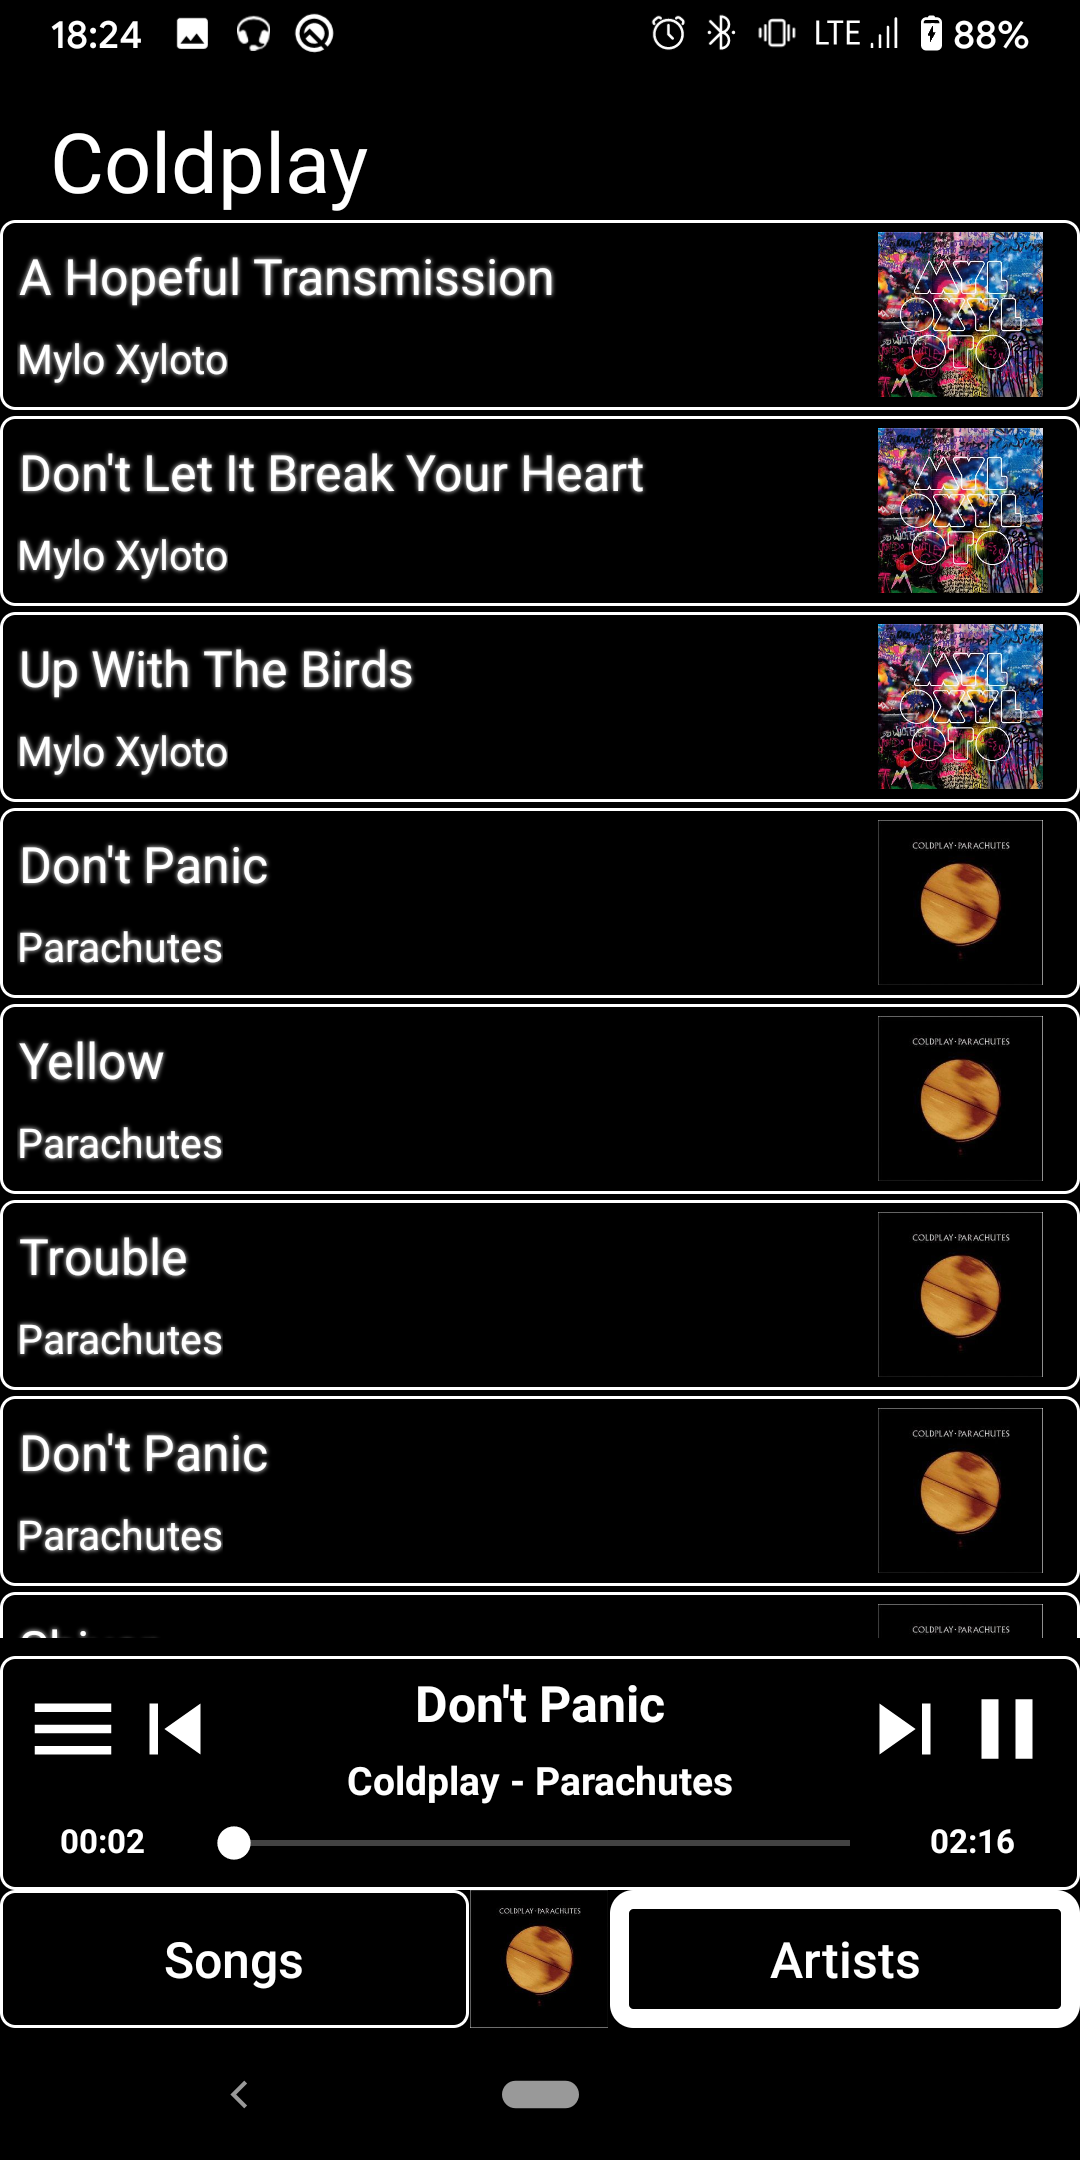 18:24 LTE 88%
Coldplay
A Hopeful Transmission
Mylo Xyloto
Don't Let It Break Your Heart
Mylo Xyloto
Up With The Birds
Mylo Xyloto
Don't Panic
COLDPLAY·PARACHUTES
Parachutes
Yellow
COLDPLAY·PARACHUTES
Parachutes
Trouble
COLDPLAY·PARACHUTES
Parachutes
Don't Panic
COLDPLAY·PARACHUTES
Parachutes
COLDPLAY·PARACHUTES
Don't Panic
Coldplay - Parachutes
00:02 02:16
COLDPLAY·PARACHUTES
Songs Artists